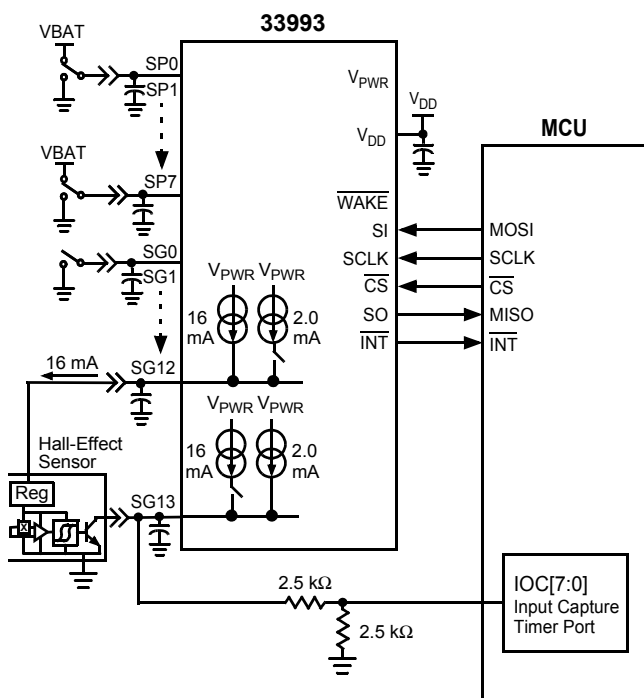 33993
VBAT
SP0
SP1
VPWR
VDD
VDD
MCU
VBAT
SP7
WAKE
SI
MOSI
SG0
SCLK
SCLK
SG1
VPWR VPWR
CS
CS
16 mA
2.0 mA
SO
MISO
INT
INT
16 mA
SG12
VPWR VPWR
Hall-Effect
Sensor
16 mA
2.0 mA
Reg
X
SG13
2.5 kΩ
IOC[7:0]
Input Capture
Timer Port
2.5 kΩ